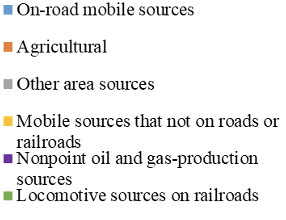 On-road mobile sources
Agricultural
Other area sources
Mobile sources that not on roads or
railroads
Nonpoint oil and gas-production
sources
Locomotive sources on railroads